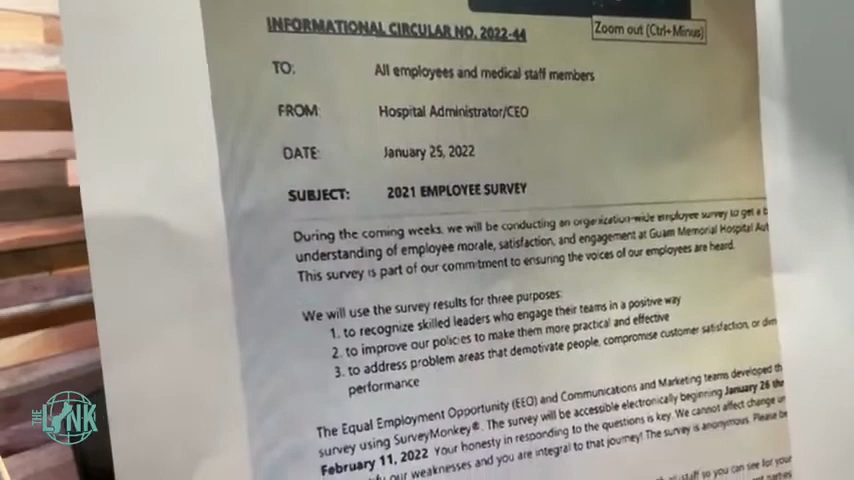 INFORMATIONAL CIRCULAR NO. 2022-44
Zoom out (Ctrl+Minus)
TO: All employees and medical staff members
FROM: Hospital Administrator/CEO
DATE: January 25, 2022
SUBJECT: 2021 EMPLOYEE SURVEY
During the coming weeks, we will be conducting an organization-wide employee survey to get a
understanding of employee morale, satisfaction, and engagement at Guam Memorial Hospital
This survey is part of our commitment to ensuring the voices of our employees are heard.
We will use the survey results for three purposes:
1. to recognize skilled leaders who engage their teams in a positive way
2. to improve our policies to make them more practical and effective
3. to address problem areas that demotivate people, compromise customer satisfaction, or
performance
The Equal Employment Opportunity (EEO) and Communications and Marketing teams developed
survey using SurveyMonkey®. The survey will be accessible electronically beginning January 26
February 11, 2022 Your honesty in responding to the questions is key. We cannot affect change
our weaknesses and you are integral to that journey! The survey is anonymous. Please
so you can see for your
THE LINK